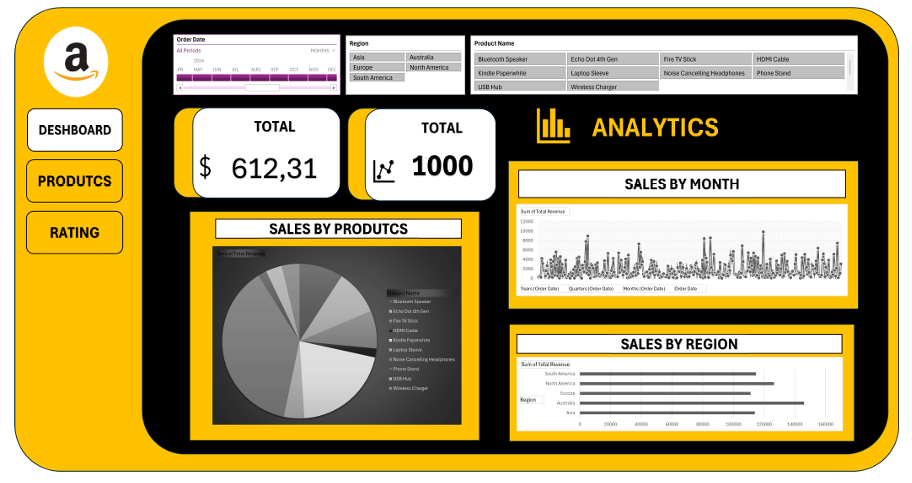 a
DESHBOARD
PRODUTCS
RATING
Order Date
All Periods
MONTHS
2024
MAY JUN JUL AUG SEP OCT NOV DEC
Region
Asia Australia
Europe North America
South America
Product Name
Bluetooth Speaker Echo Dot 4th Gen Fire TV Stick HDMI Cable
Kindle Paperwhite Laptop Sleeve Noise Cancelling Headphones Phone Stand
USB Hub Wireless Charger
TOTAL
$ 612,31
TOTAL
1000
ANALYTICS
SALES BY PRODUTCS
Sum of Total Revenue
Product Name
Bluetooth Speaker
Echo Dot 4th Gen
Fire TV Stick
HDMI Cable
Kindle Paperwhite
Laptop Sleeve
Noise Cancelling Headphones
Phone Stand
USB Hub
Wireless Charger
SALES BY MONTH
Sum of Total Revenue
12000
10000
8000
6000
4000
2000
0
Years (Order Date) Quarters (Order Date) Months (Order Date) Order Date
SALES BY REGION
Sum of Total Revenue
South America
North America
Europe
Region
Australia
Asia
0 20000 40000 60000 80000 100000 120000 140000 160000